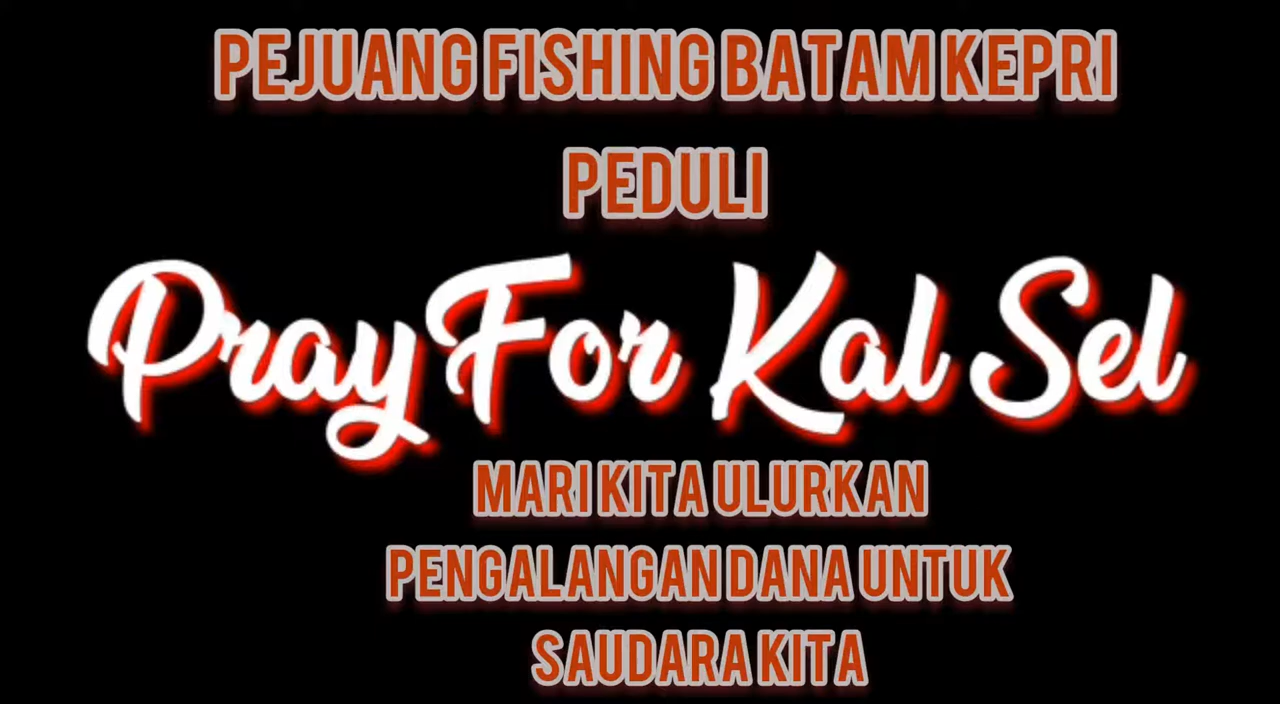 PEJUANG FISHING BATAM KEPRI
PEDULI
Pray For Kal Sel
MARI KITA ULURKAN
PENGALANGAN DANA UNTUK
SAUDARA KITA